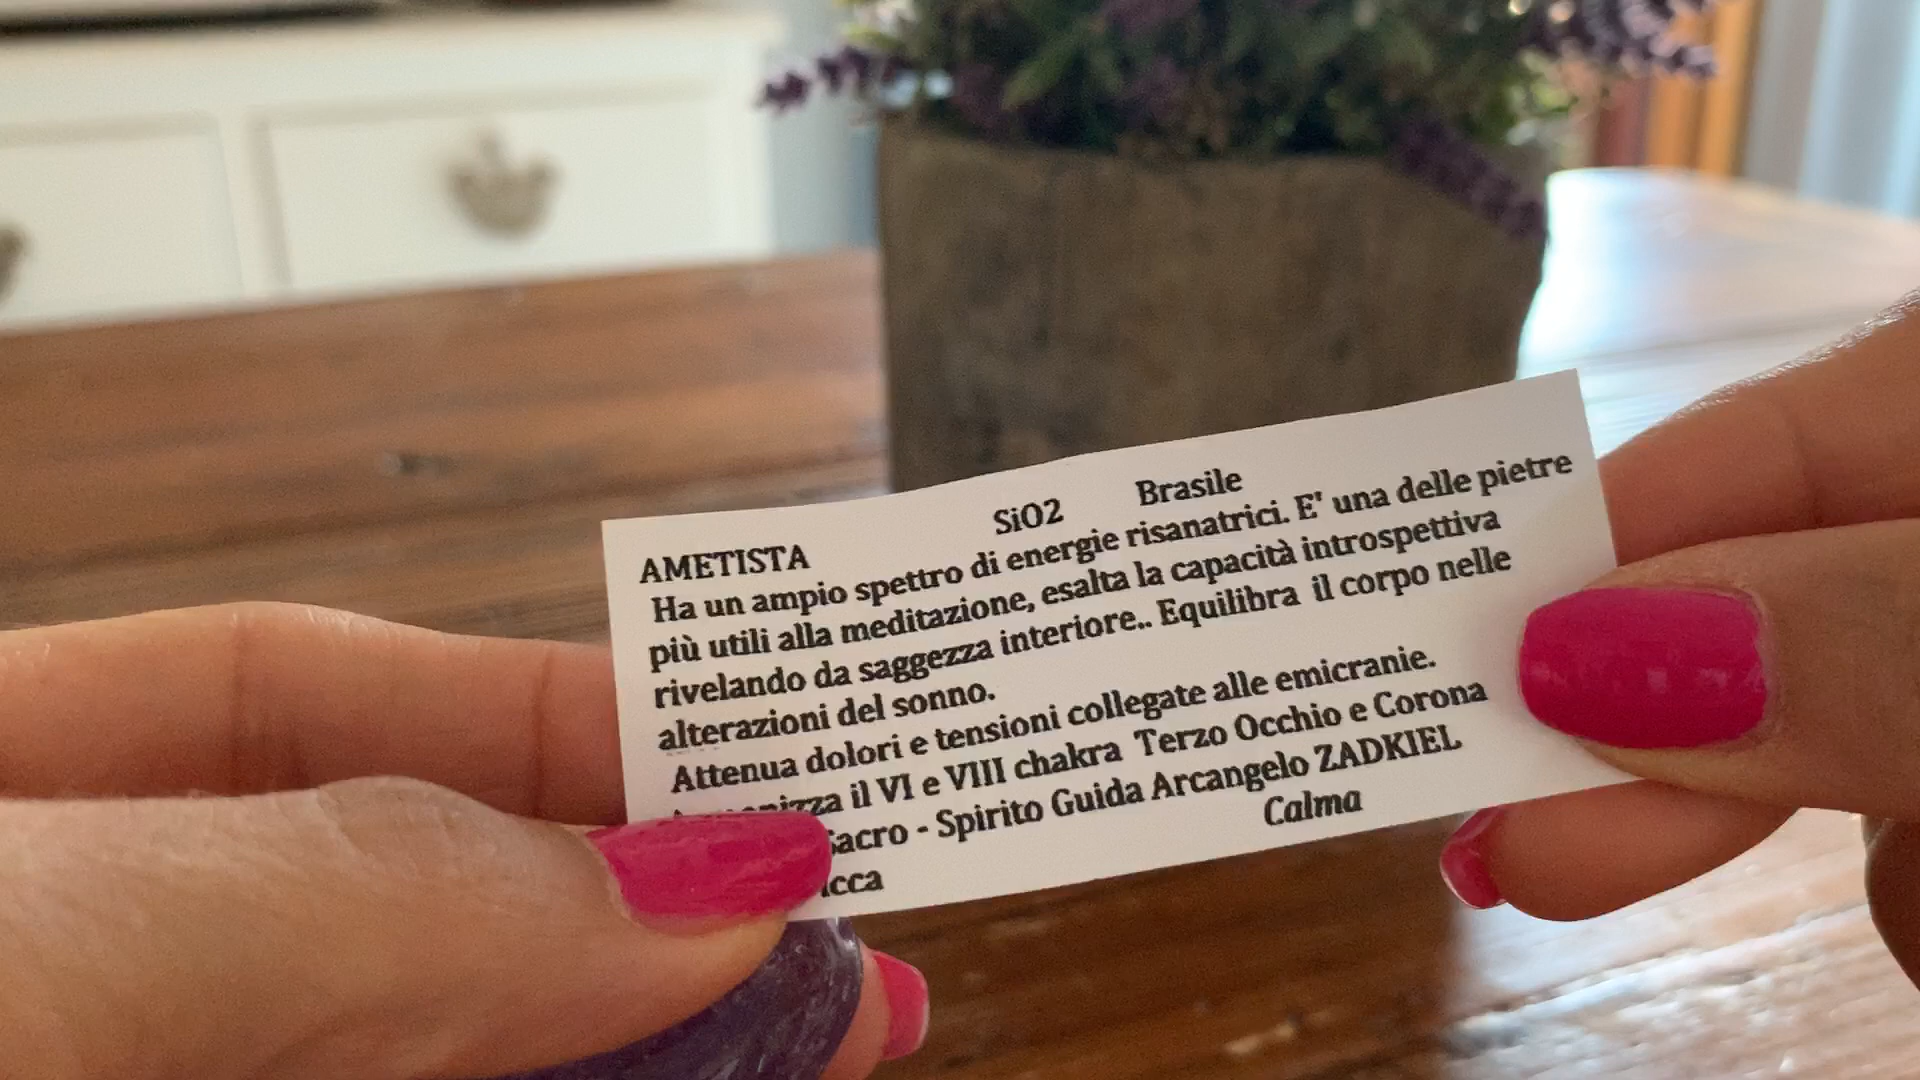 AMETISTA SiO2 Brasile
Ha un ampio spettro di energie risanatrici. E' una delle pietre
più utili alla meditazione, esalta la capacità introspettiva
rivelando da saggezza interiore.. Equilibra il corpo nelle
alterazioni del sonno.
Attenua dolori e tensioni collegate alle emicranie.
il VI e VIII chakra Terzo Occhio e Corona
Sacro - Spirito Guida Arcangelo ZADKIEL
Calma